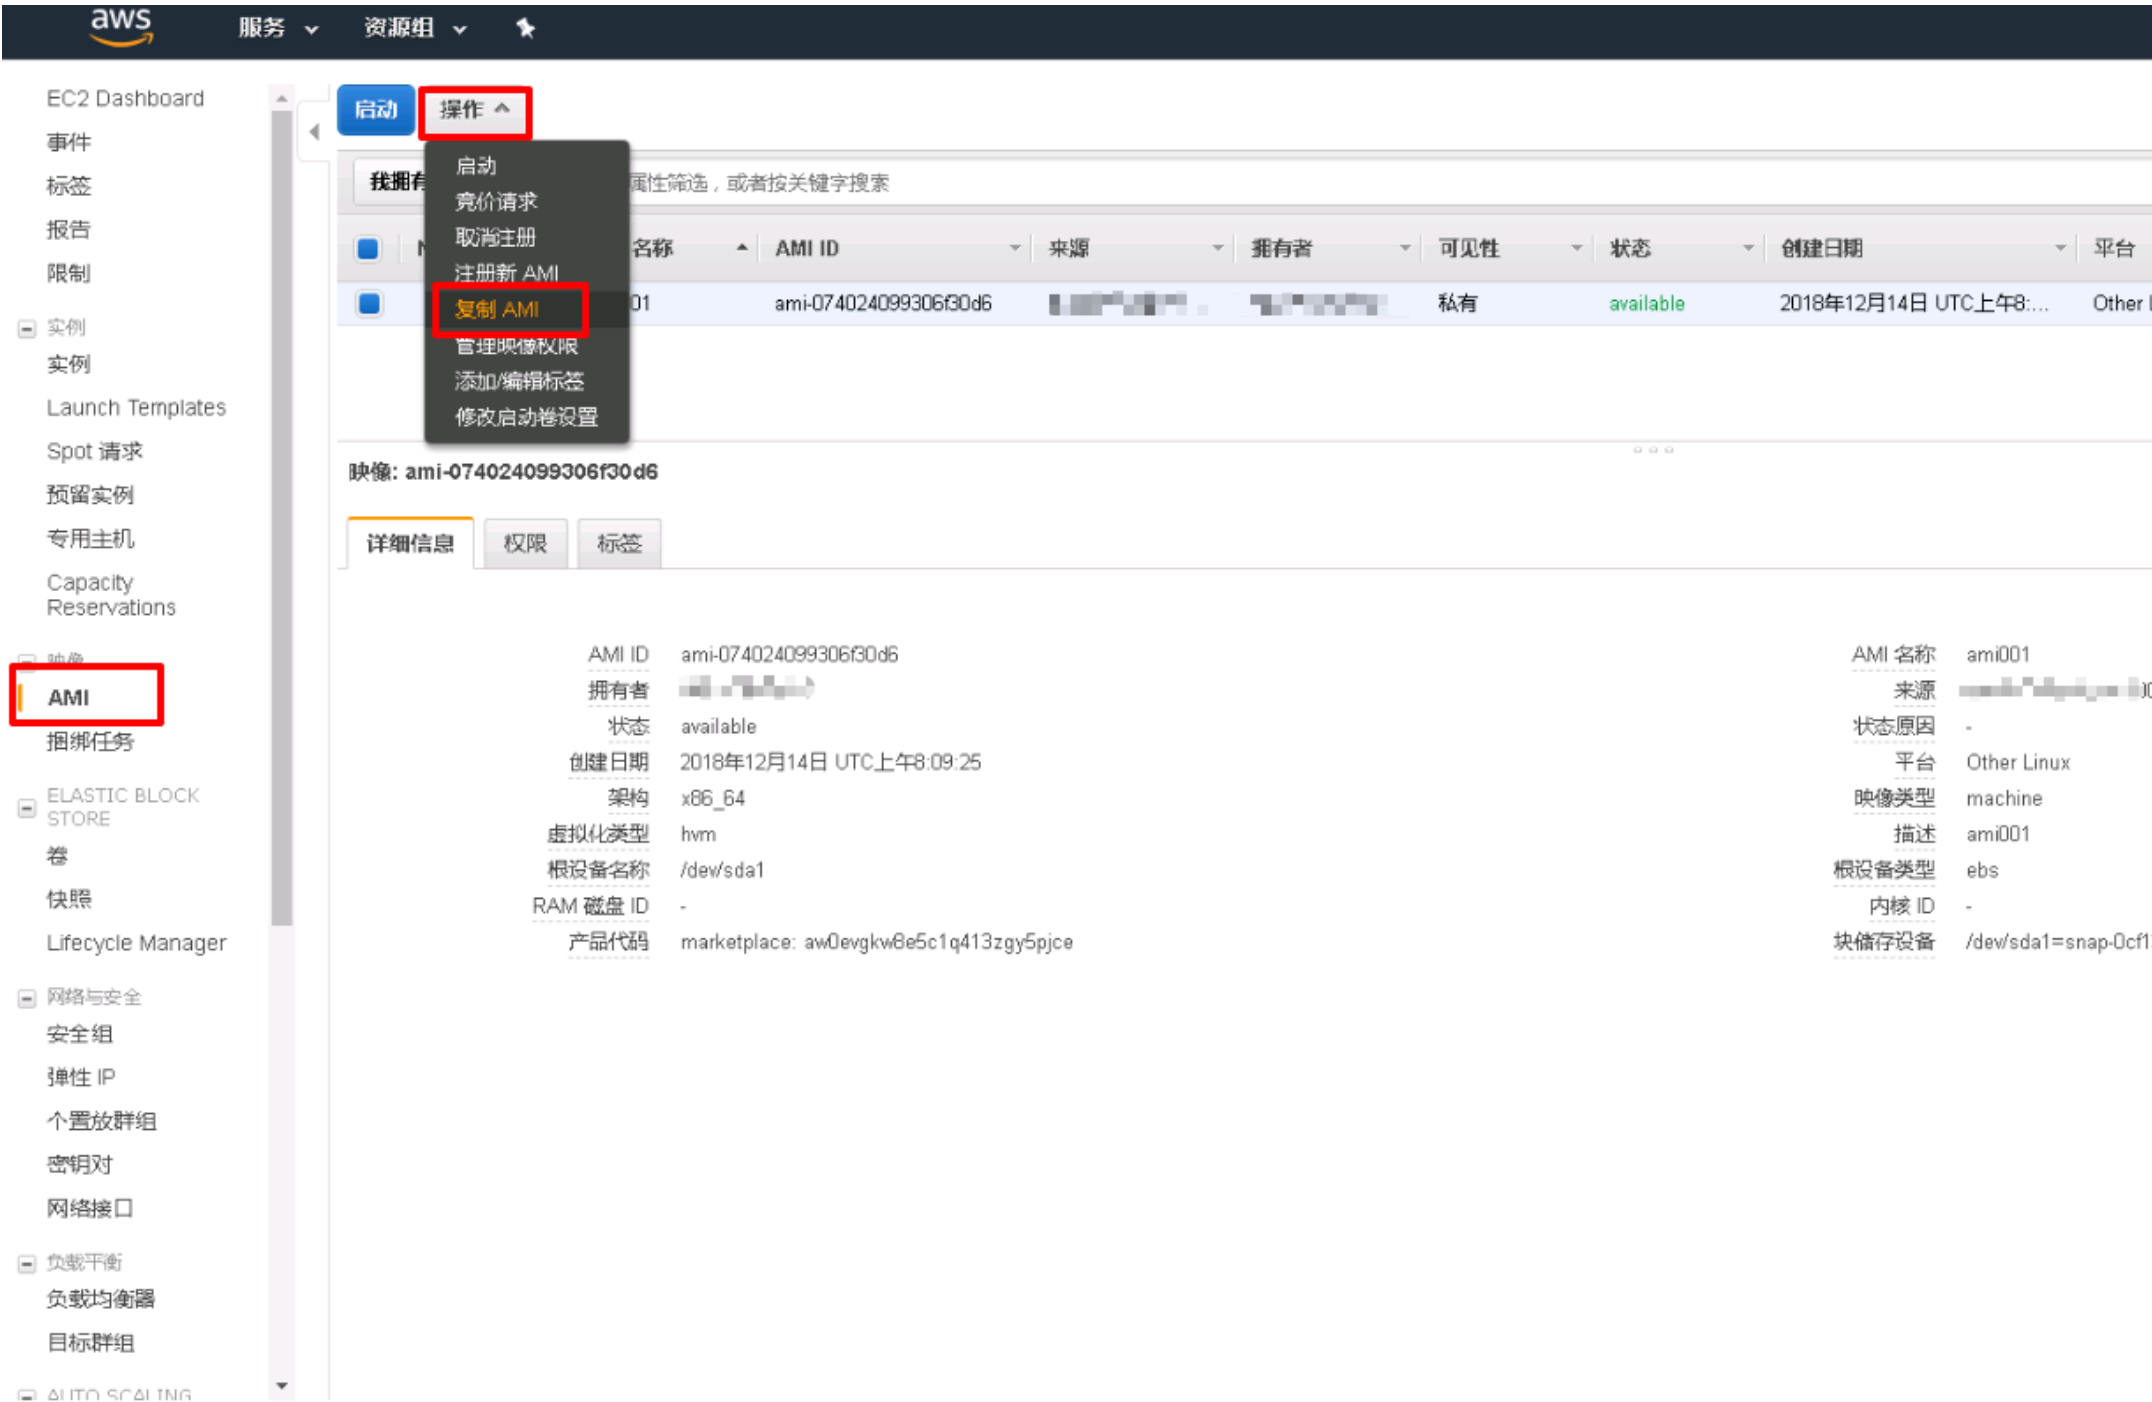 aws 服务 资源组
EC2 Dashboard
事件
标签
报告
限制
实例
实例
Launch Templates
Spot 请求
预留实例
专用主机
Capacity
Reservations
映像
AMI
捆绑任务
ELASTIC BLOCK
STORE
卷
快照
Lifecycle Manager
网络与安全
安全组
弹性 IP
个置放群组
密钥对
网络接口
负载平衡
负载均衡器
目标群组
AUTO SCALING
启动 操作
启动
竞价请求
取消注册
注册新 AMI
复制 AMI
管理映像权限
添加/编辑标签
修改启动卷设置
我拥有 属性筛选，或者按关键字搜索
名称 AMI ID 来源 拥有者 可见性 状态 创建日期 平台
01 ami-074024099306f30d6 私有 available 2018年12月14日 UTC上午8:... Other
映像: ami-074024099306f30d6
详细信息 权限 标签
AMI ID ami-074024099306f30d6
拥有者
状态 available
创建日期 2018年12月14日 UTC上午8:09:25
架构 x86_64
虚拟化类型 hvm
根设备名称 /dev/sda1
RAM 磁盘 ID -
产品代码 marketplace: aw0evgkw8e5c1q413zgy5pjce
AMI 名称 ami001
来源
状态原因 -
平台 Other Linux
映像类型 machine
描述 ami001
根设备类型 ebs
内核 ID -
块储存设备 /dev/sda1=snap-0cf1